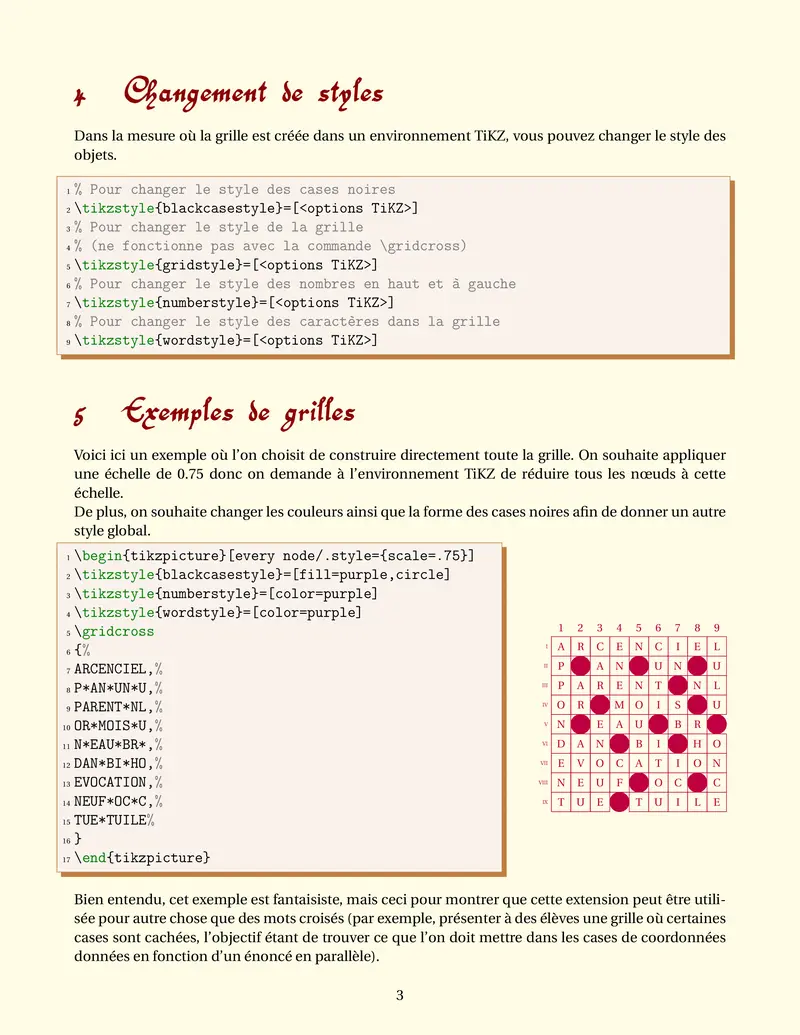 4 Changement de styles
Dans la mesure où la grille est créée dans un environnement TiKZ, vous pouvez changer le style des
objets.
1 % Pour changer le style des cases noires
2 \tikzstyle{blackcasestyle}=[<options TiKZ>]
3 % Pour changer le style de la grille
4 % (ne fonctionne pas avec la commande \gridcross)
5 \tikzstyle{gridstyle}=[<options TiKZ>]
6 % Pour changer le style des nombres en haut et à gauche
7 \tikzstyle{numberstyle}=[<options TiKZ>]
8 % Pour changer le style des caractères dans la grille
9 \tikzstyle{wordstyle}=[<options TiKZ>]
5 Exemples de grilles
Voici ici un exemple où l'on choisit de construire directement toute la grille. On souhaite appliquer
une échelle de 0.75 donc on demande à l'environnement TiKZ de réduire tous les nœuds à cette
échelle.
De plus, on souhaite changer les couleurs ainsi que la forme des cases noires afin de donner un autre
style global.
1 \begin{tikzpicture}[every node/.style={scale=.75}]
2 \tikzstyle{blackcasestyle}=[fill=purple,circle]
3 \tikzstyle{numberstyle}=[color=purple]
4 \tikzstyle{wordstyle}=[color=purple]
5 \gridcross
6 {%
7 ARCENCIEL,%
8 P*AN*UN*U,%
9 PARENT*NL,%
10 OR*MOIS*U,%
11 N*EAU*BR*,%
12 DAN*BI*HO,%
13 EVOCATION,%
14 NEUF*OC*C,%
15 TUE*TUILE%
16 }
17 \end{tikzpicture}
1 2 3 4 5 6 7 8 9
I A R C E N C I E L
II P A N U N U
III P A R E N T N L
IV O R M O I S U
V N E A U B R
VI D A N B I H O
VII E V O C A T I O N
VIII N E U F O C C
IX T U E T U I L E
Bien entendu, cet exemple est fantaisiste, mais ceci pour montrer que cette extension peut être utili-
sée pour autre chose que des mots croisés (par exemple, présenter à des élèves une grille où certaines
cases sont cachées, l'objectif étant de trouver ce que l'on doit mettre dans les cases de coordonnées
données en fonction d'un énoncé en parallèle).
3